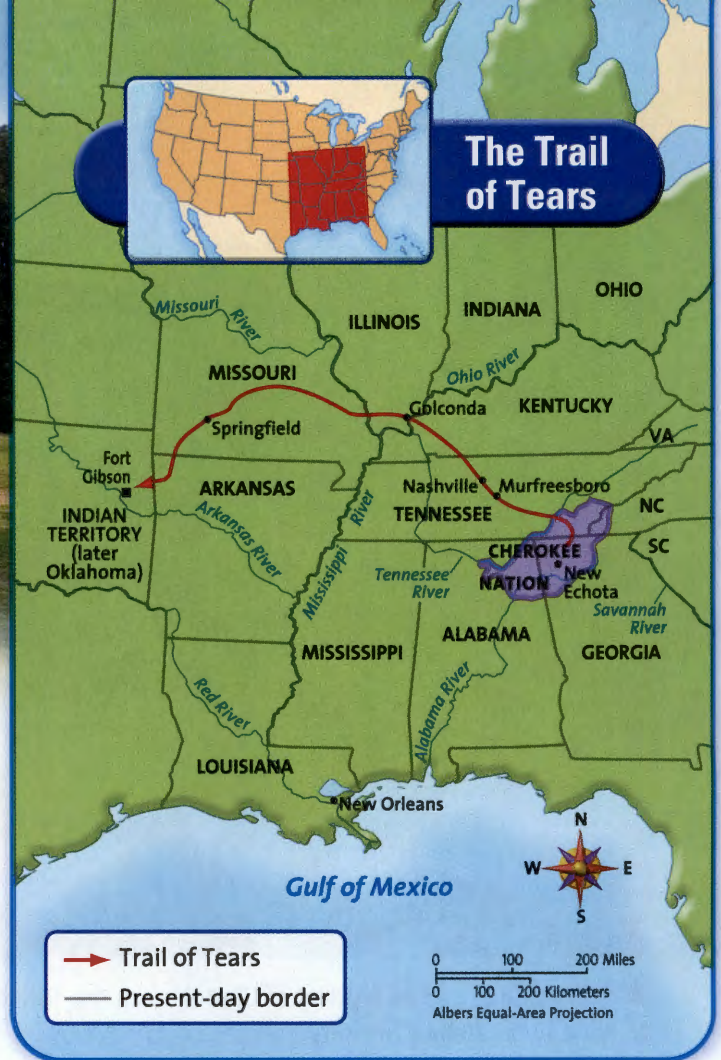 The Trail
of Tears
OHIO
INDIANA
ILLINOIS
Missouri
River
MISSOURI
Ohio River
KENTUCKY
Golconda
Springfield
VA
Fort
Gibson
ARKANSAS
Nashville
Murfreesboro
NC
TENNESSEE
INDIAN
TERRITORY
(later
Oklahoma)
Arkansas River
Mississippi River
SC
CHEROKEE
NATION
New
Echota
Tennessee
River
Savannah
River
MISSISSIPPI
ALABAMA
GEORGIA
Red River
Alabama River
LOUISIANA
New Orleans
Gulf of Mexico
N
W
E
S
Trail of Tears
Present-day border
0 100 200 Miles
0 100 200 Kilometers
Albers Equal-Area Projection